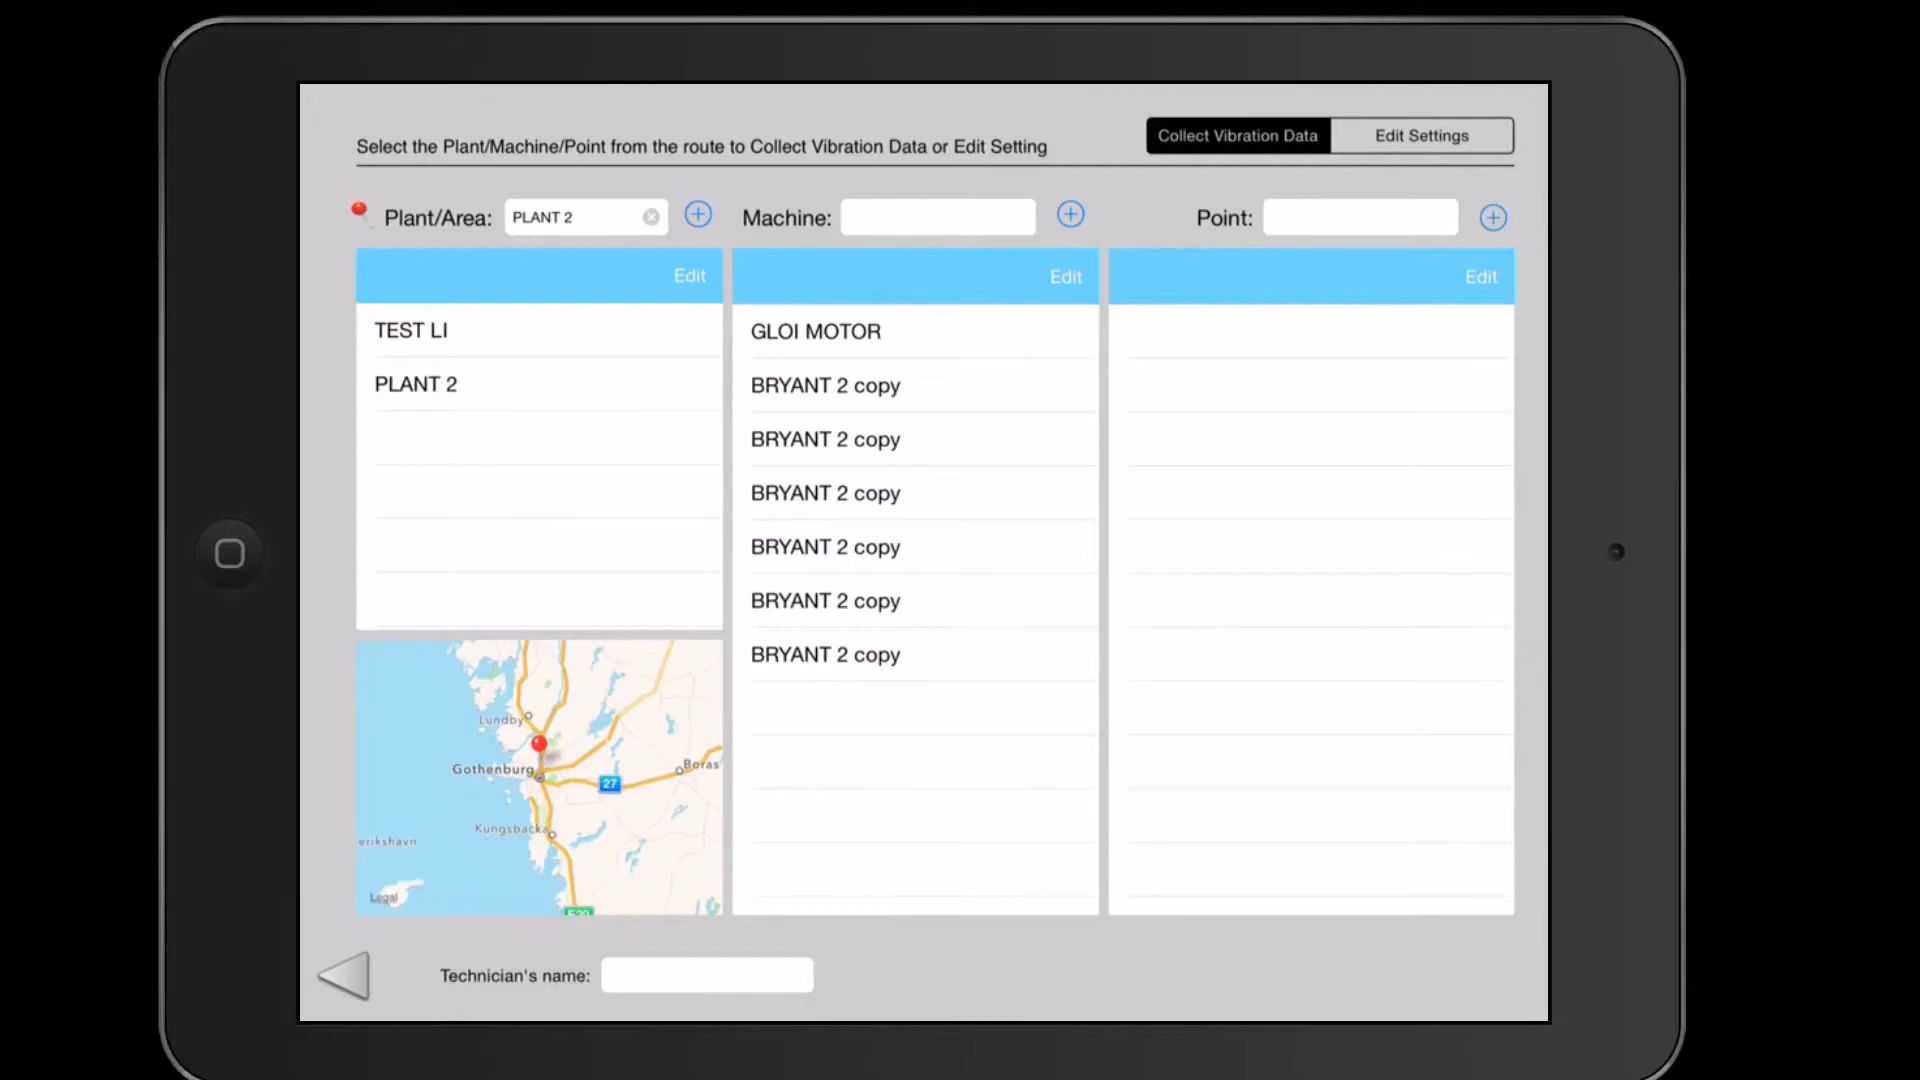 Select the Plant/Machine/Point from the route to Collect Vibration Data or Edit Setting
Collect Vibration Data
Edit Settings
Plant/Area:
PLANT 2
Machine:
Point:
Edit
Edit
Edit
TEST LI
PLANT 2
GLOI MOTOR
BRYANT 2 copy
BRYANT 2 copy
BRYANT 2 copy
BRYANT 2 copy
BRYANT 2 copy
BRYANT 2 copy
Lundby
Gothenburg
Boras
27
Kungsbacka
erikshavn
Legal
E20
Technician's name: